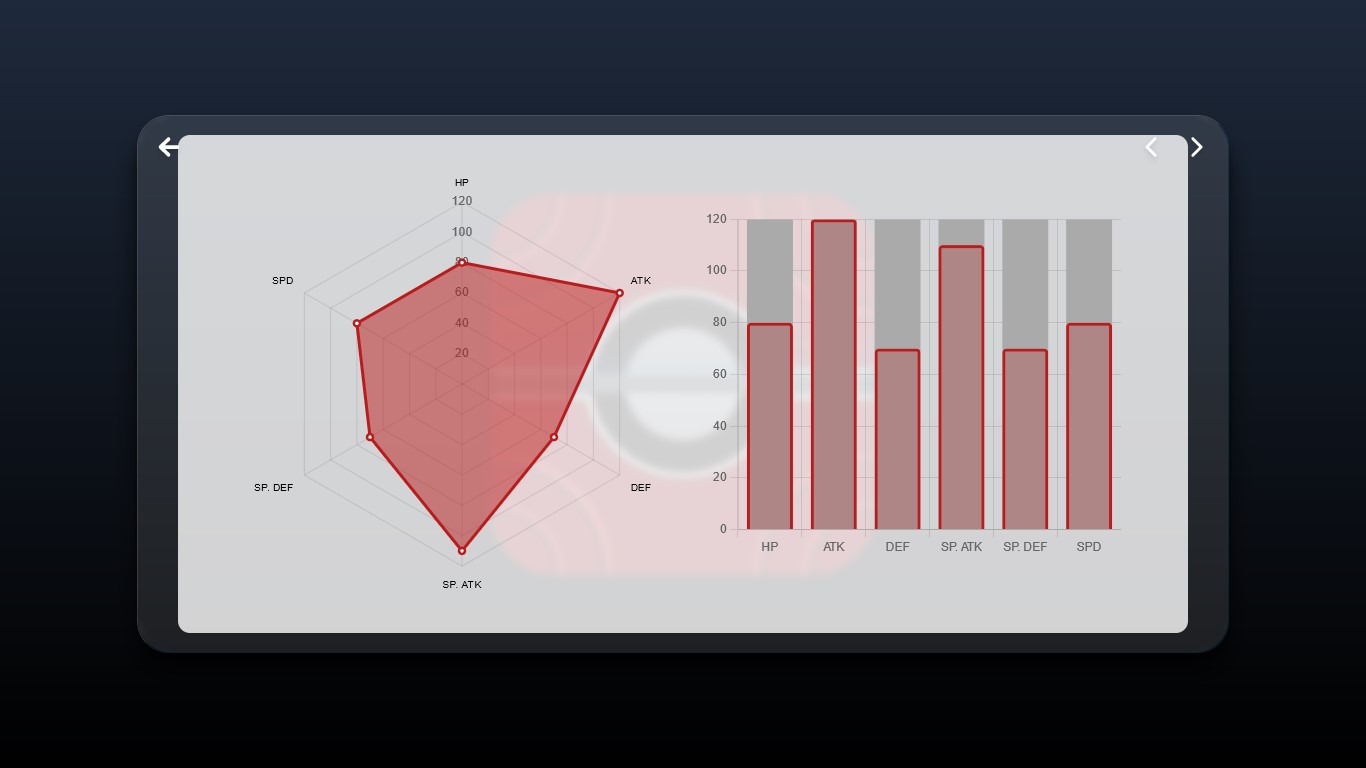 HP
120
100
80
60
40
20
SPD
ATK
SP. DEF
DEF
SP. ATK
120
100
80
60
40
20
0
HP ATK DEF SP. ATK SP. DEF SPD